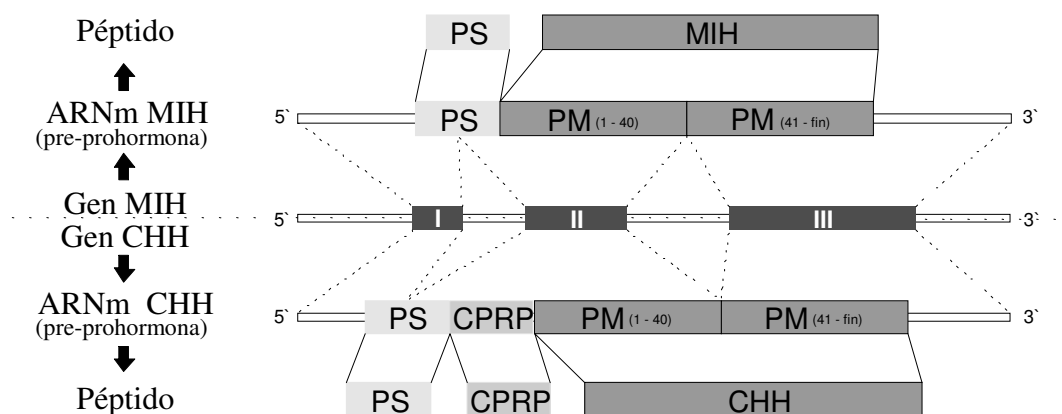 Péptido PS MIH
ARNm MIH 5` PS PM (1 - 40) PM (41 - fin) 3`
(pre-prohormona)
Gen MIH
5` I II III 3`
Gen CHH
ARNm CHH 5` PS CPRP PM (1 - 40) PM (41 - fin) 3`
(pre-prohormona)
Péptido PS CPRP CHH